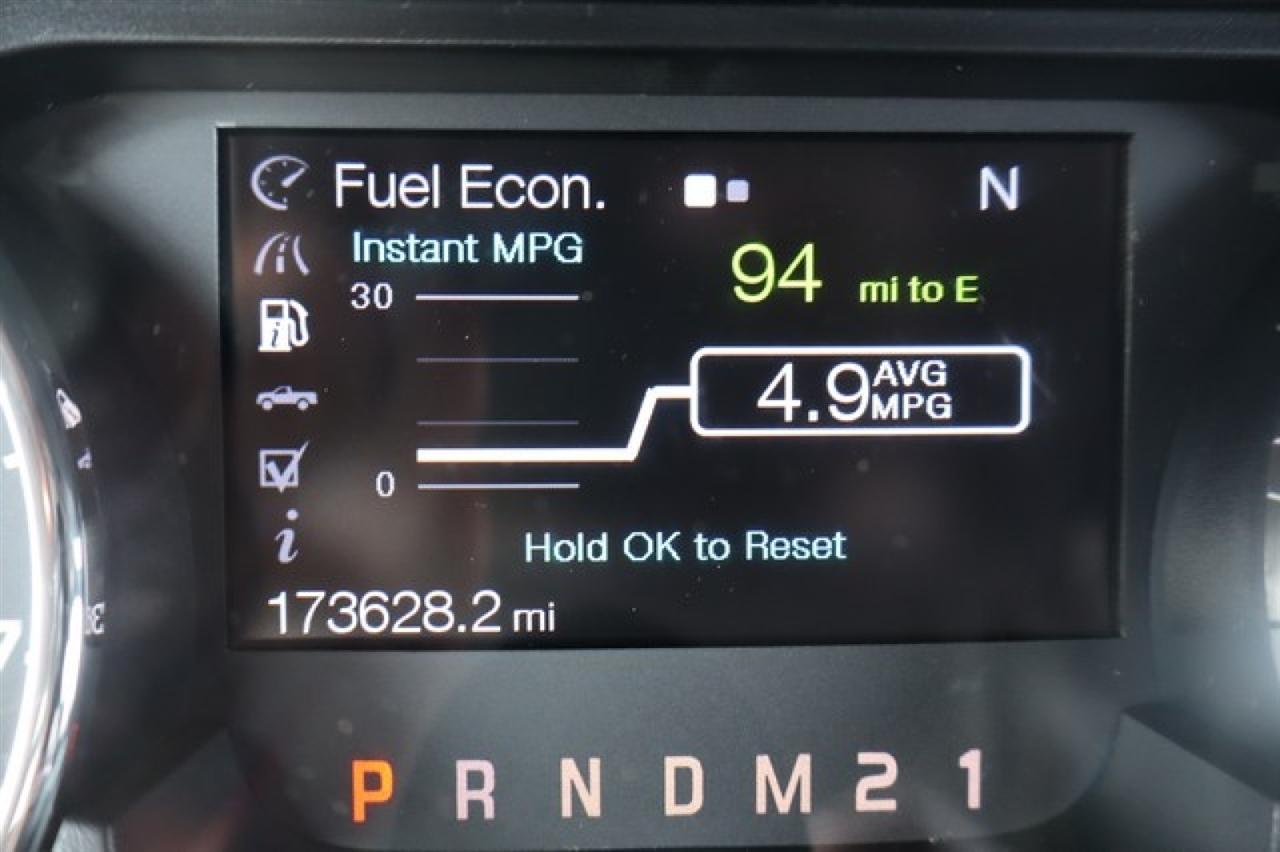 Fuel Econ. N
Instant MPG
94 mi to E
30
4.9 AVG MPG
0
Hold OK to Reset
173628.2 mi
P R N D M 2 1